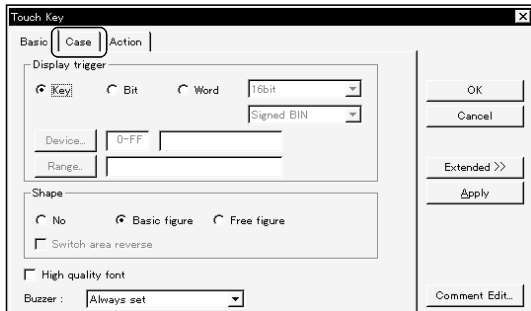 Touch Key
Basic Case Action
Display trigger
Key Bit Word 16bit
Signed BIN
Device... 0-FF
Range...
Shape
No Basic figure Free figure
Switch area reverse
High quality font
Buzzer : Always set
OK
Cancel
Extended >>
Apply
Comment Edit...